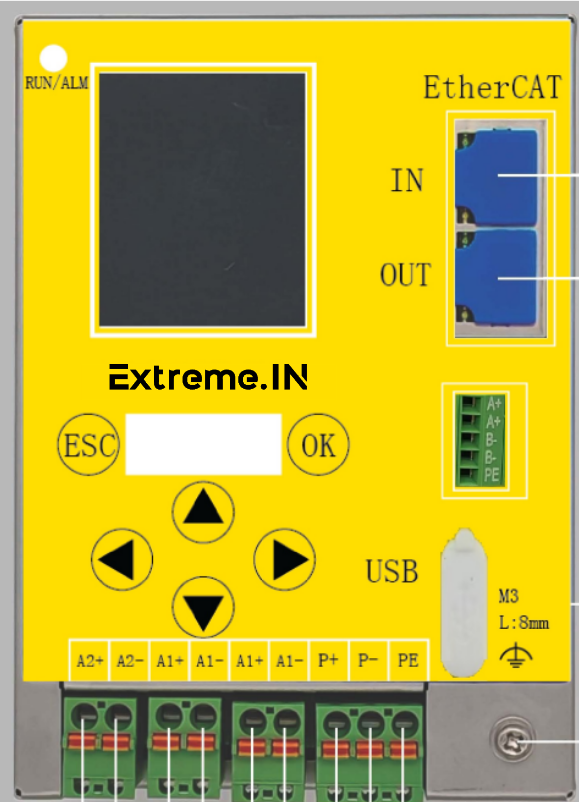 RUN/ALM
EtherCAT
IN
OUT
Extreme.IN
ESC
OK
A+
A+
B-
B-
PE
USB
M3
L:8mm
A2+ A2- A1+ A1- A1+ A1- P+ P- PE